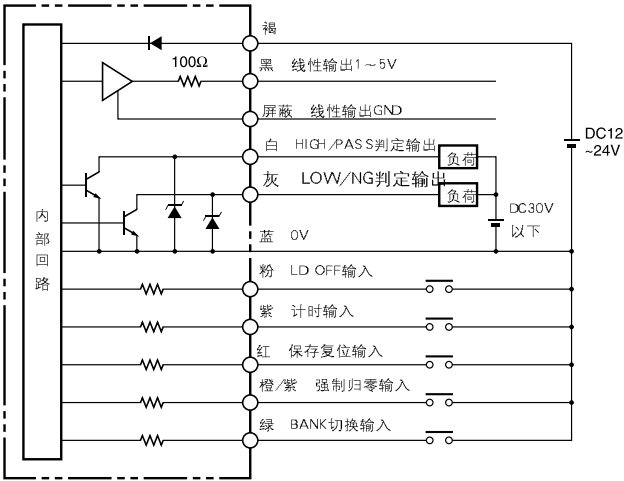 褐
100Ω
黑 线性输出1～5V
屏蔽 线性输出GND
DC12
~24V
白 HIGH/PASS判定输出
负荷
灰 LOW/NG判定输出
负荷
DC30V
以下
内部回路
蓝 0V
粉 LD OFF输入
紫 计时输入
红 保存复位输入
橙/紫 强制归零输入
绿 BANK切换输入